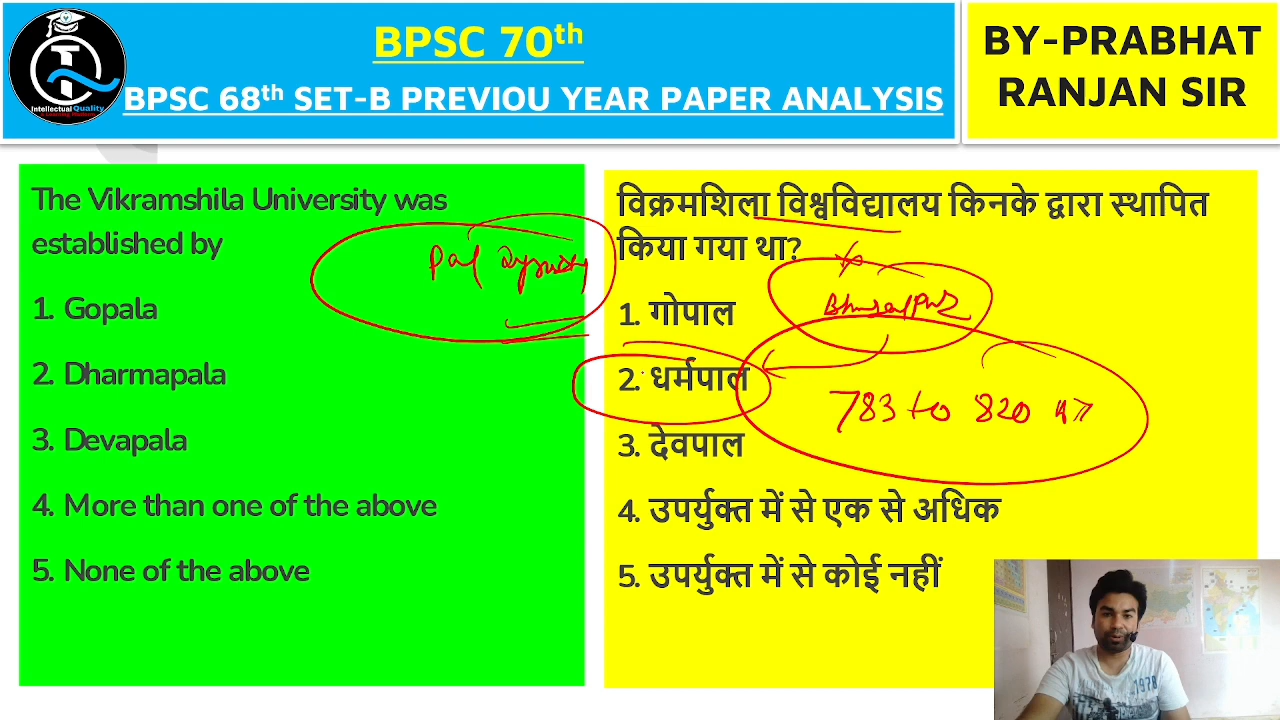 BPSC 70th
BPSC 68th SET-B PREVIOU YEAR PAPER ANALYSIS
BY-PRABHAT
RANJAN SIR
Intellectual Quality
The Vikramshila University was
established by
1. Gopala
2. Dharmapala
3. Devapala
4. More than one of the above
5. None of the above
Pal Dynasty
विक्रमशिला विश्वविद्यालय किनके द्वारा स्थापित
किया गया था?
1. गोपाल
2. धर्मपाल
3. देवपाल
4. उपर्युक्त में से एक से अधिक
5. उपर्युक्त में से कोई नहीं
783 to 820
1978